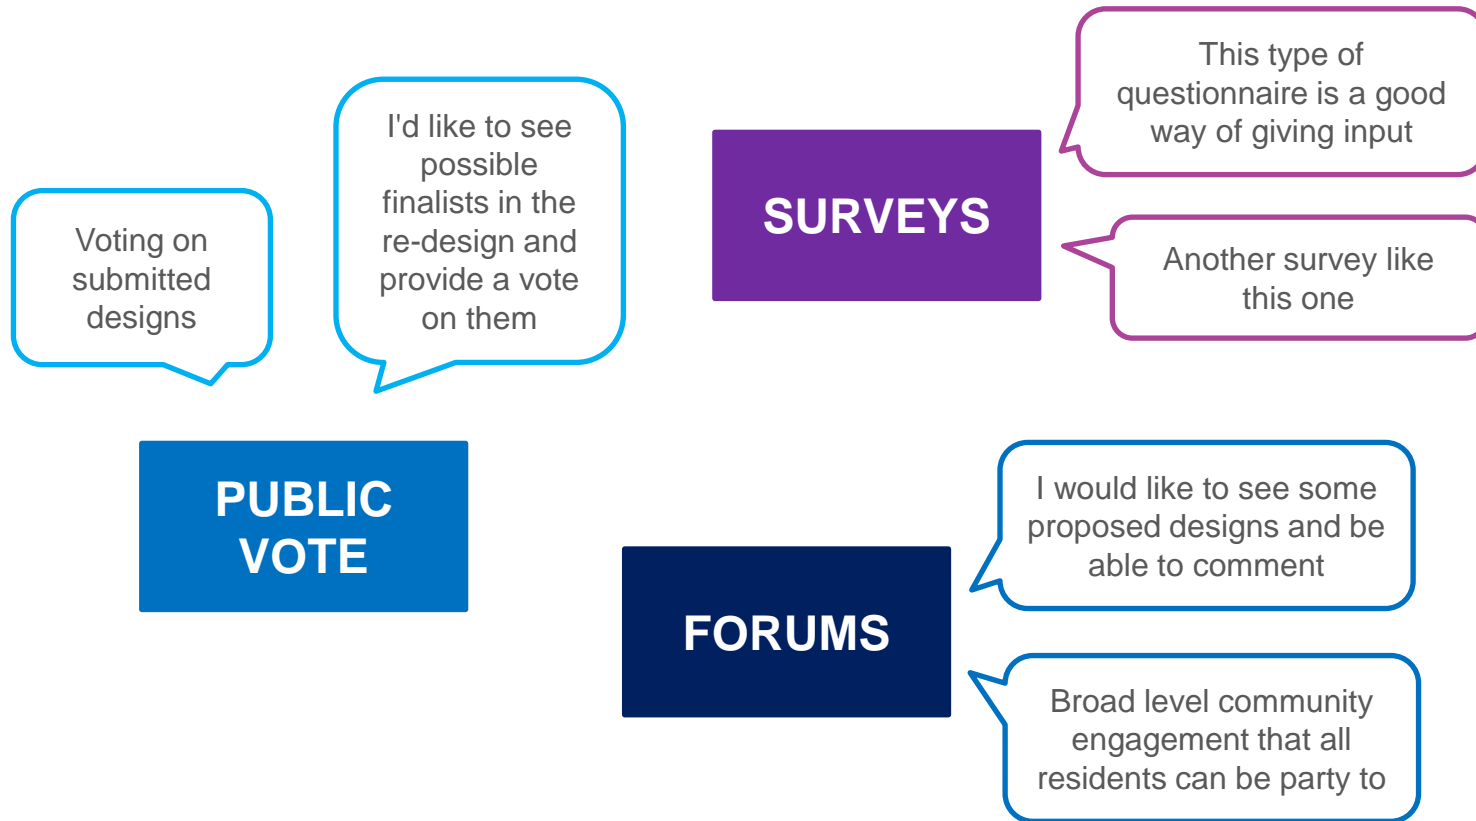 Voting on
submitted
designs
I'd like to see
possible
finalists in the
re-design and
provide a vote
on them
PUBLIC
VOTE
SURVEYS
This type of
questionnaire is a good
way of giving input
Another survey like
this one
FORUMS
I would like to see some
proposed designs and be
able to comment
Broad level community
engagement that all
residents can be party to